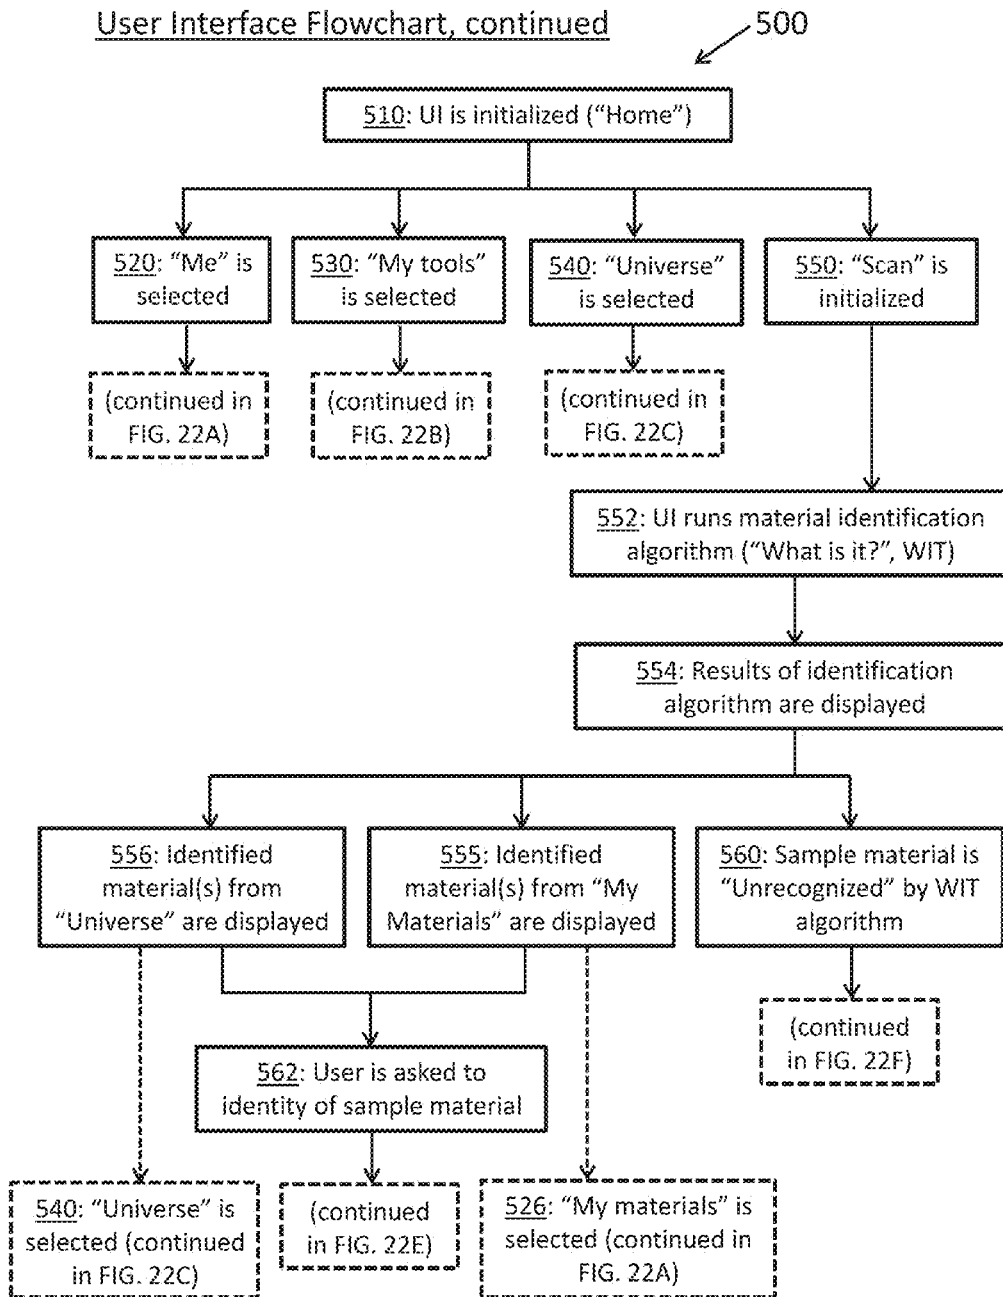 User Interface Flowchart, continued
500
510: UI is initialized (“Home”)
520: “Me” is
selected
530: “My tools”
is selected
540: “Universe”
is selected
550: “Scan” is
initialized
(continued in
FIG. 22A)
(continued in
FIG. 22B)
(continued in
FIG. 22C)
552: UI runs material identification
algorithm (“What is it?”, WIT)
554: Results of identification
algorithm are displayed
556: Identified
material(s) from
“Universe” are displayed
555: Identified
material(s) from “My
Materials” are displayed
560: Sample material is
“Unrecognized” by WIT
algorithm
(continued
in FIG. 22F)
562: User is asked to
identity of sample material
540: “Universe” is
selected (continued
in FIG. 22C)
(continued
in FIG. 22E)
526: “My materials” is
selected (continued in
FIG. 22A)